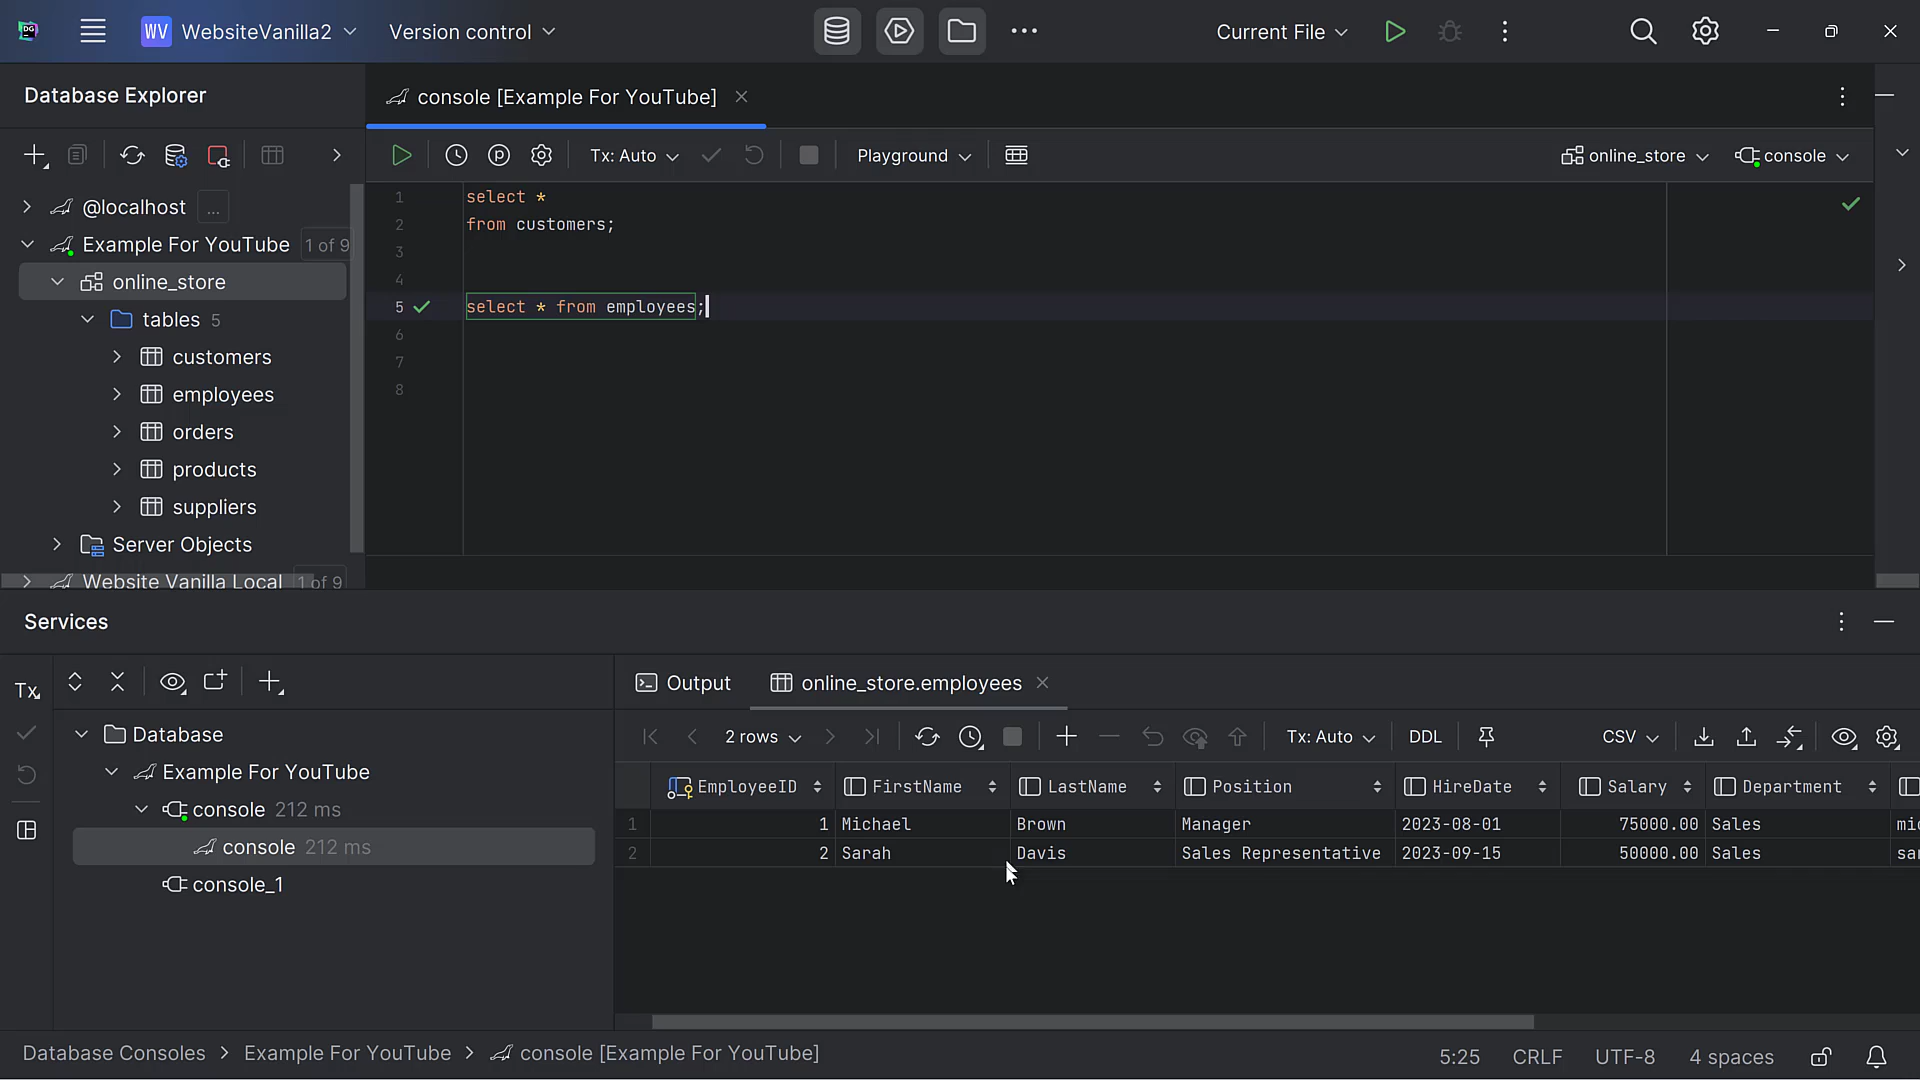 DG
WV WebsiteVanilla2
Version control
Current File
Database Explorer
console [Example For YouTube]
Tx: Auto
Playground
online_store
console
@localhost ...
Example For YouTube 1 of 9
online_store
tables 5
customers
employees
orders
products
suppliers
Server Objects
Website Vanilla Local 1 of 9
1 select *
2 from customers;
3
4
5 select * from employees;
6
7
8
Services
Tx
Database
Example For YouTube
console 212 ms
console 212 ms
console_1
Output
online_store.employees
2 rows
Tx: Auto
DDL
CSV
EmployeeID FirstName LastName Position HireDate Salary Department
1 1 Michael Brown Manager 2023-08-01 75000.00 Sales
2 2 Sarah Davis Sales Representative 2023-09-15 50000.00 Sales
Database Consoles > Example For YouTube > console [Example For YouTube]
5:25 CRLF UTF-8 4 spaces